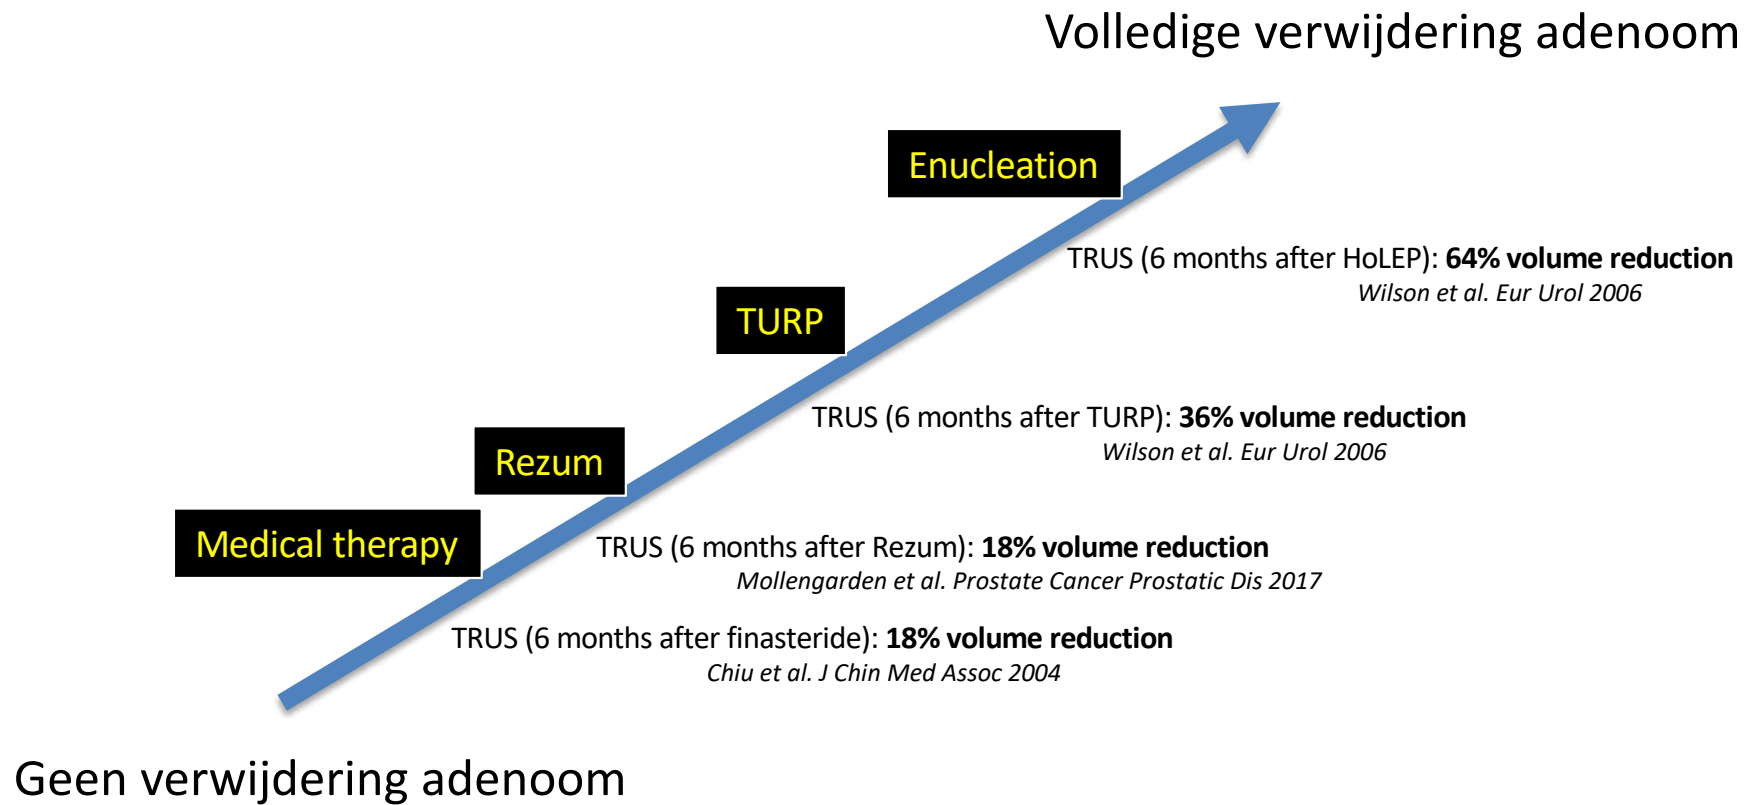 Volledige verwijdering adenoom
Enucleation
TRUS (6 months after HoLEP): 64% volume reduction
Wilson et al. Eur Urol 2006
TURP
TRUS (6 months after TURP): 36% volume reduction
Wilson et al. Eur Urol 2006
Rezum
Medical therapy
TRUS (6 months after Rezum): 18% volume reduction
Mollengarden et al. Prostate Cancer Prostatic Dis 2017
TRUS (6 months after finasteride): 18% volume reduction
Chiu et al. J Chin Med Assoc 2004
Geen verwijdering adenoom